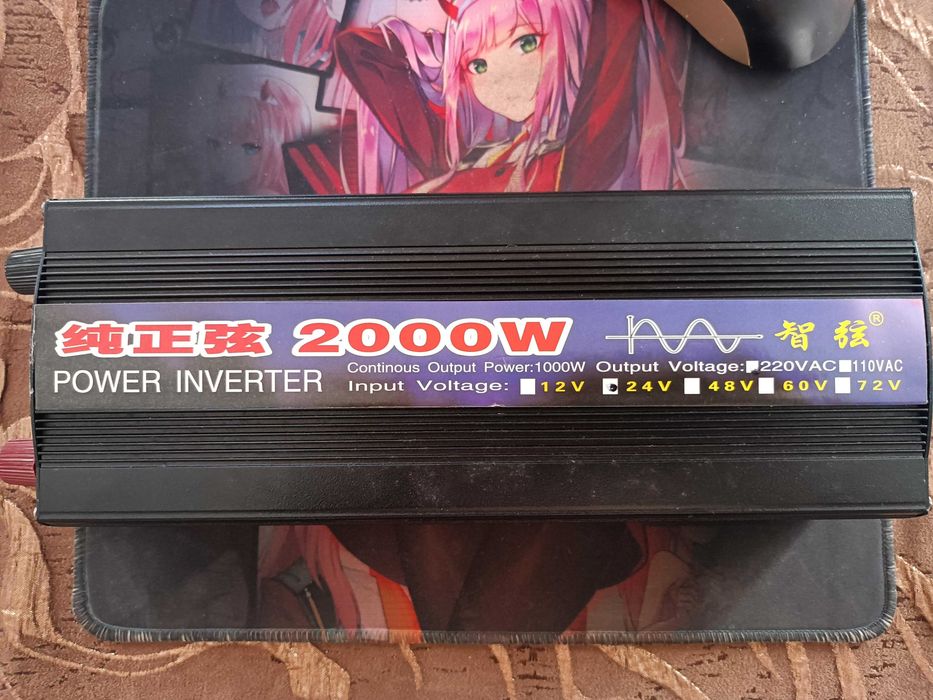 纯正弦 2000W 智弦®
Continous Output Power:1000W Output Voltage: 220VAC 110VAC
POWER INVERTER Input Voltage: 12V 24V 48V 60V 72V